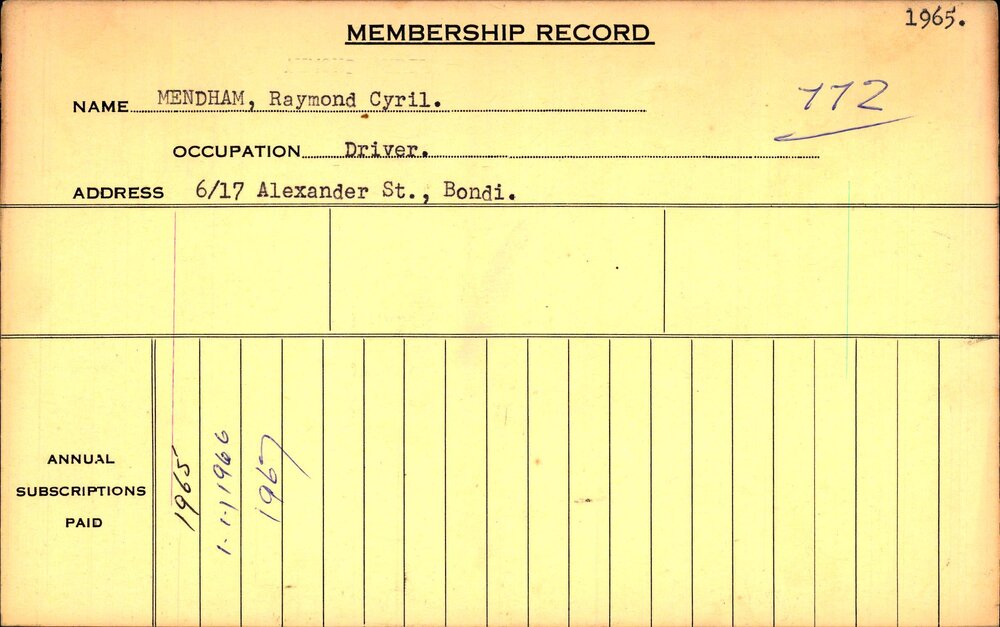 1965.
MEMBERSHIP RECORD
NAME MENDHAM, Raymond Cyril.
772
OCCUPATION Driver.
ADDRESS 6/17 Alexander St., Bondi.
ANNUAL
SUBSCRIPTIONS
PAID
1965
1-1-1966
1967